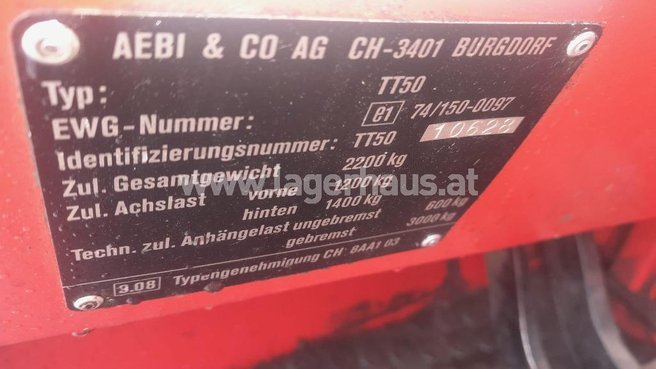 AEBI & CO AG CH-3401 BURGDORF
Typ: TT50
EWG-Nummer: e1 74/150-0097
Identifizierungsnummer: TT50 10628
Zul. Gesamtgewicht 2200 kg
Zul. Achslast vorne 1200 kg
hinten 1400 kg
Techn. zul. Anhängelast ungebremst 600 kg
gebremst 3000 kg
9.08 Typengenehmigung CH 8AA1 03
www.lagerhaus.at